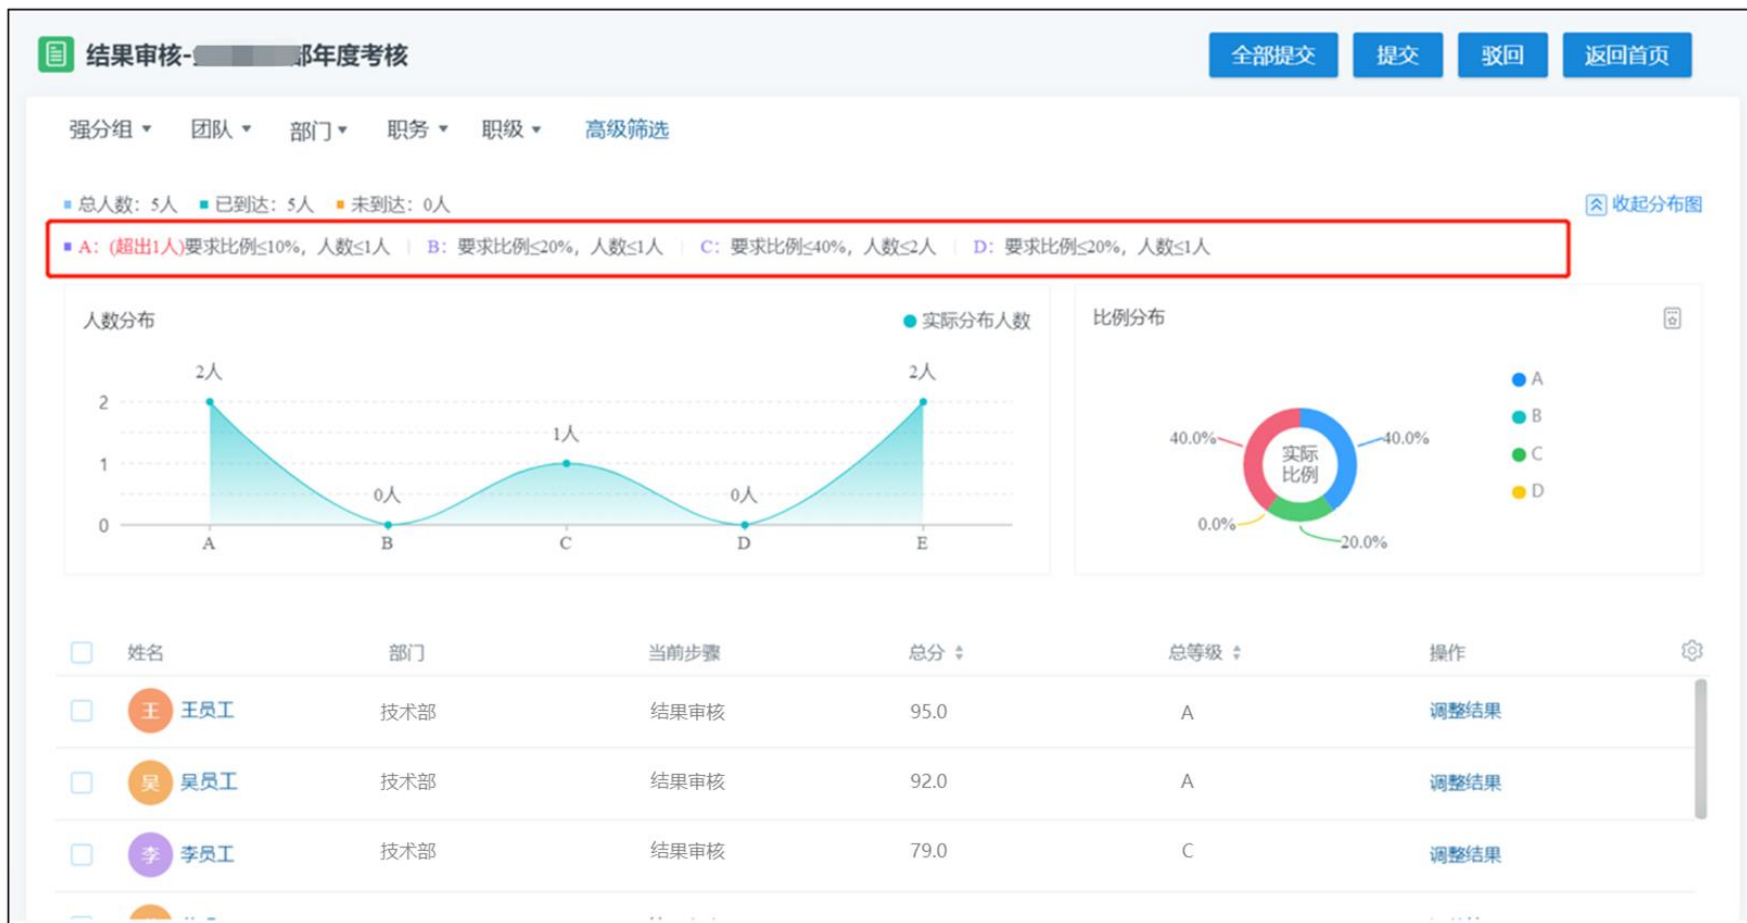 结果审核-部年度考核
全部提交 提交 驳回 返回首页
强分组 团队 部门 职务 职级 高级筛选
总人数：5人 已到达：5人 未到达：0人 收起分布图
A：(超出1人)要求比例≤10%，人数≤1人 B：要求比例≤20%，人数≤1人 C：要求比例≤40%，人数≤2人 D：要求比例≤20%，人数≤1人
人数分布 实际分布人数
2人 2人
2
1人
1
0人 0人
0
A B C D E
比例分布
A
B
C
D
40.0% 40.0%
实际
比例
0.0%
20.0%
姓名 部门 当前步骤 总分 总等级 操作
王 王员工 技术部 结果审核 95.0 A 调整结果
吴 吴员工 技术部 结果审核 92.0 A 调整结果
李 李员工 技术部 结果审核 79.0 C 调整结果